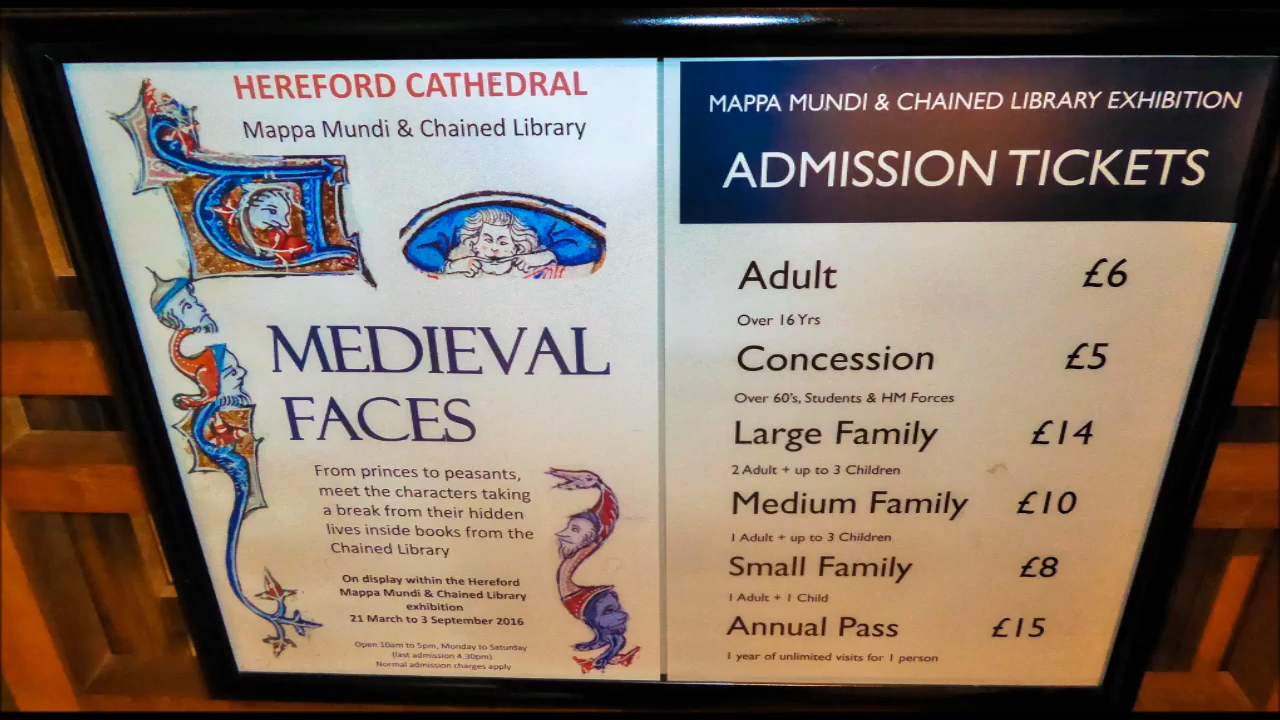 HEREFORD CATHEDRAL
Mappa Mundi & Chained Library
MEDIEVAL
FACES
From princes to peasants,
meet the characters taking
a break from their hidden
lives inside books from the
Chained Library
On display within the Hereford
Mappa Mundi & Chained Library
exhibition
21 March to 3 September 2016
Open 10am to 5pm, Monday to Saturday
(last admission 4.30pm)
Normal admission charges apply
MAPPA MUNDI & CHAINED LIBRARY EXHIBITION
ADMISSION TICKETS
Adult £6
Over 16 Yrs
Concession £5
Over 60's, Students & HM Forces
Large Family £14
2 Adult + up to 3 Children
Medium Family £10
1 Adult + up to 3 Children
Small Family £8
1 Adult + 1 Child
Annual Pass £15
1 year of unlimited visits for 1 person